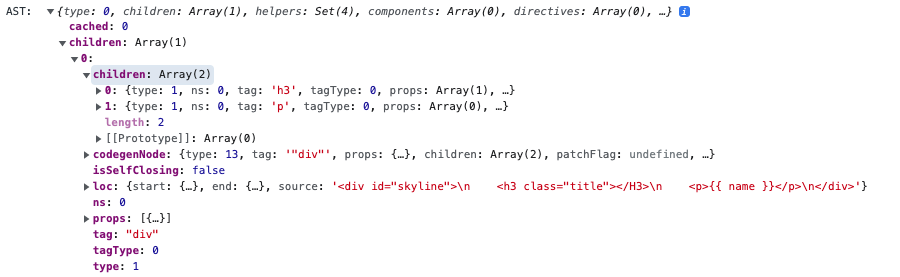 AST: ▼{type: 0, children: Array(1), helpers: Set(4), components: Array(0), directives: Array(0), …} i
cached: 0
▼children: Array(1)
▼0:
▼children: Array(2)
▶0: {type: 1, ns: 0, tag: 'h3', tagType: 0, props: Array(1), …}
▶1: {type: 1, ns: 0, tag: 'p', tagType: 0, props: Array(0), …}
length: 2
▶[[Prototype]]: Array(0)
▶codegenNode: {type: 13, tag: '"div"', props: {…}, children: Array(2), patchFlag: undefined, …}
isSelfClosing: false
▶loc: {start: {…}, end: {…}, source: '<div id="skyline">\n    <h3 class="title"></H3>\n    <p>{{ name }}</p>\n</div>'}
ns: 0
▶props: [{…}]
tag: "div"
tagType: 0
type: 1